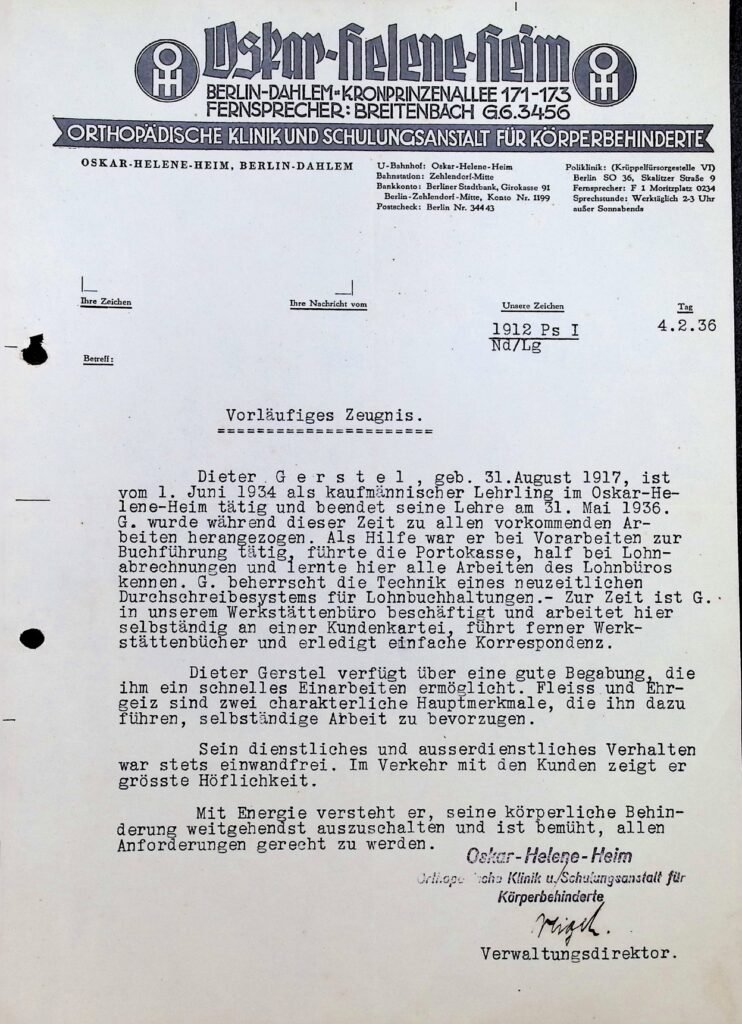 Oskar-Helene-Heim
BERLIN-DAHLEM-KRONPRINZENALLEE 171-173
FERNSPRECHER: BREITENBACH G.6.3456
ORTHOPÄDISCHE KLINIK UND SCHULUNGSANSTALT FÜR KÖRPERBEHINDERTE
OSKAR-HELENE-HEIM, BERLIN-DAHLEM
U-Bahnhof: Oskar-Helene-Heim
Bahnstation: Zehlendorf-Mitte
Bankkonto: Berliner Stadtbank, Girokasse 91
Berlin-Zehlendorf-Mitte, Konto Nr. 1199
Postscheck: Berlin Nr. 34443
Poliklinik: (Krüppelfürsorgestelle VI)
Berlin SO 36, Skalitzer Straße 9
Fernsprecher: F 1 Moritzplatz 0234
Sprechstunde: Werktäglich 2-3 Uhr
außer Sonnabends
Ihre Zeichen
Ihre Nachricht vom
Unsere Zeichen
Tag
1912 Ps I
Nd/Lg
4.2.36
Betreff:
Vorläufiges Zeugnis.
======================
Dieter G e r s t e l , geb. 31.August 1917, ist
vom 1. Juni 1934 als kaufmännischer Lehrling im Oskar-He-
lene-Heim tätig und beendet seine Lehre am 31. Mai 1936.
G. wurde während dieser Zeit zu allen vorkommenden Ar-
beiten herangezogen. Als Hilfe war er bei Vorarbeiten zur
Buchführung tätig, führte die Portokasse, half bei Lohn-
abrechnungen und lernte hier alle Arbeiten des Lohnbüros
kennen. G. beherrscht die Technik eines neuzeitlichen
Durchschreibesystems für Lohnbuchhaltungen.- Zur Zeit ist G.
in unserem Werkstättenbüro beschäftigt und arbeitet hier
selbständig an einer Kundenkartei, führt ferner Werk-
stättenbücher und erledigt einfache Korrespondenz.
Dieter Gerstel verfügt über eine gute Begabung, die
ihm ein schnelles Einarbeiten ermöglicht. Fleiss und Ehr-
geiz sind zwei charakterliche Hauptmerkmale, die ihn dazu
führen, selbständige Arbeit zu bevorzugen.
Sein dienstliches und ausserdienstliches Verhalten
war stets einwandfrei. Im Verkehr mit den Kunden zeigt er
grösste Höflichkeit.
Mit Energie versteht er, seine körperliche Behin-
derung weitgehendst auszuschalten und ist bemüht, allen
Anforderungen gerecht zu werden.
Oskar-Helene-Heim
Klinik u. Schulungsanstalt für
Körperbehinderte
Verwaltungsdirektor.